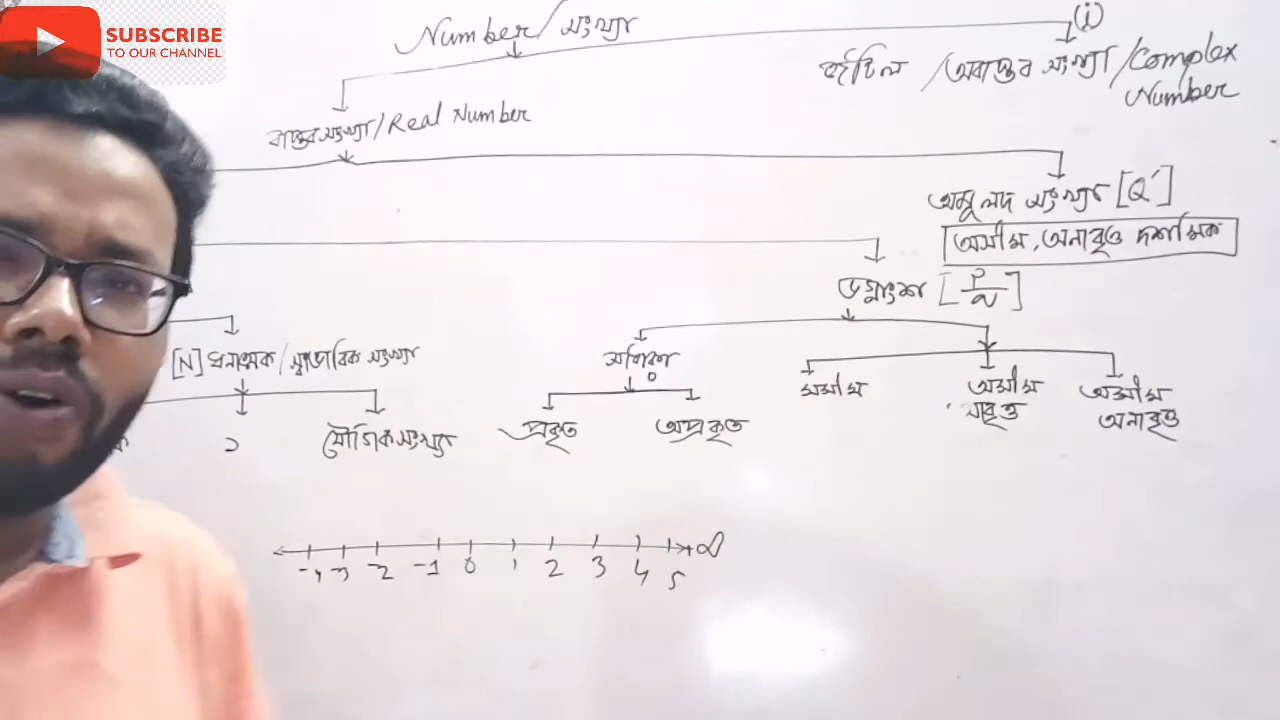 SUBSCRIBE
TO OUR CHANNEL
Number/সংখ্যা
(i)
জটিল /অবাস্তব সংখ্যা/Complex
Number
বাস্তব সংখ্যা/Real Number
অমূলদ সংখ্যা [Q′]
অসীম, অনাবৃত্ত দশমিক
ভগ্নাংশ [P/q]
[N] ধনাত্মক/স্বাভাবিক সংখ্যা
সাধারণ
সসীম
অসীম
আবৃত্ত
অসীম
অনাবৃত্ত
ক
১
যৌগিক সংখ্যা
প্রকৃত
অপ্রকৃত
-2 -1 0 1 2 3 4 5 ∞